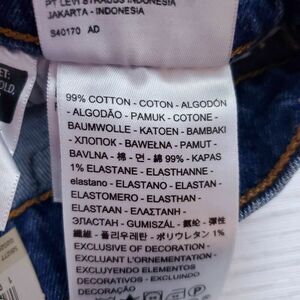 PT LEVI STRAUSS INDONESIA
JAKARTA - INDONESIA
S40170 AD
99% COTTON - COTON - ALGODÓN
- ALGODÃO - PAMUK - COTONE -
BAUMWOLLE - KATOEN - BAMBAKI
- ХЛОПОК - BAWEŁNA - PAMUT -
BAVLNA - 棉 - 면 - 綿 99% - KAPAS
1% ELASTANE - ELASTHANNE -
elastano - ELASTANO - ELASTAN -
ELASTOMERO - ELASTHAN -
ELASTAAN - ΕΛΑΣΤΑΝΗ -
ЭЛАСТАН - GUMISZÁL - 氨纶 - 彈性
纖維 - 폴리우레탄 - ポリウレタン 1%
EXCLUSIVE OF DECORATION -
EXCLUANT L'ORNEMENTATION -
EXCLUYENDO ELEMENTOS
DECORATIVOS - EXCLUINDO
DECORAÇÃO